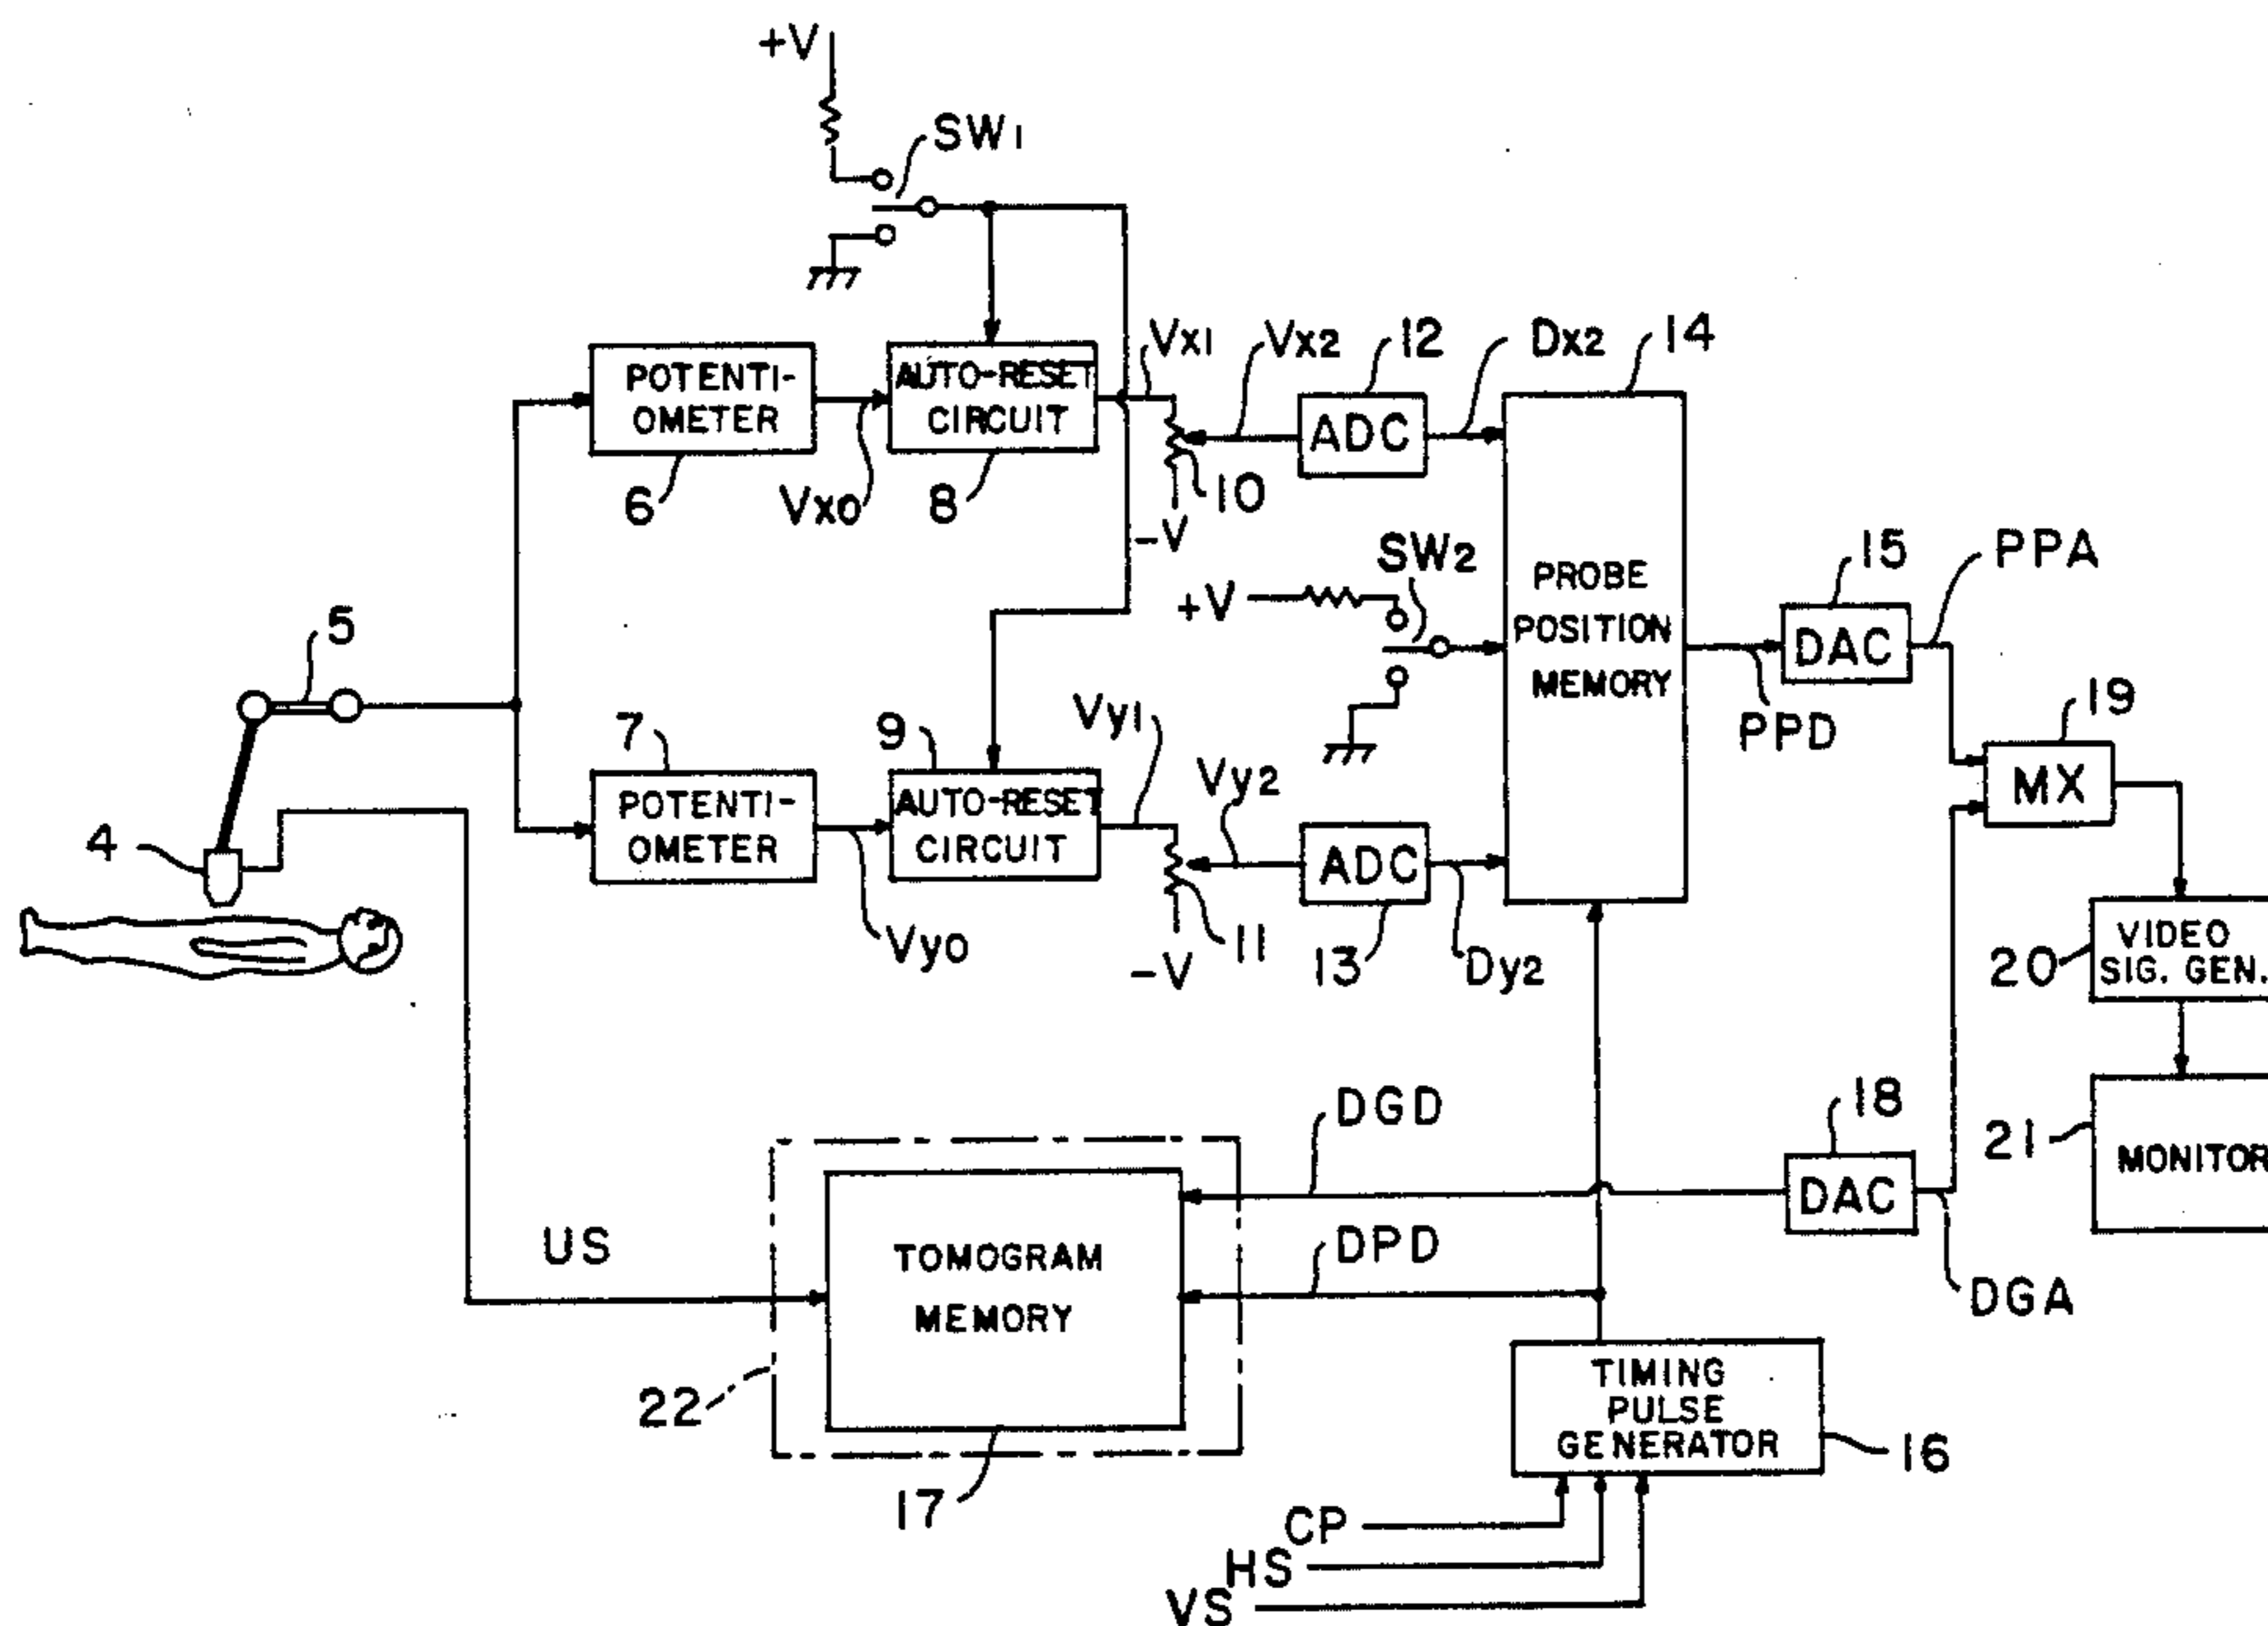 +V
SW1
Vx1
Vx2
12
Dx2
14
POTENTI-
OMETER
AUTO-RESET
CIRCUIT
ADC
6
Vx0
8
10
-V
SW2
+V
PROBE
POSITION
MEMORY
15
PPA
DAC
5
PPD
19
MX
7
9
Vy1
Vy2
POTENTI-
OMETER
AUTO-RESET
CIRCUIT
ADC
4
Vy0
11
-V
13
Dy2
20
VIDEO
SIG. GEN.
DGD
18
DAC
21
MONITOR
US
TOMOGRAM
MEMORY
DPD
DGA
22
17
TIMING
PULSE
GENERATOR
16
CP
HS
VS